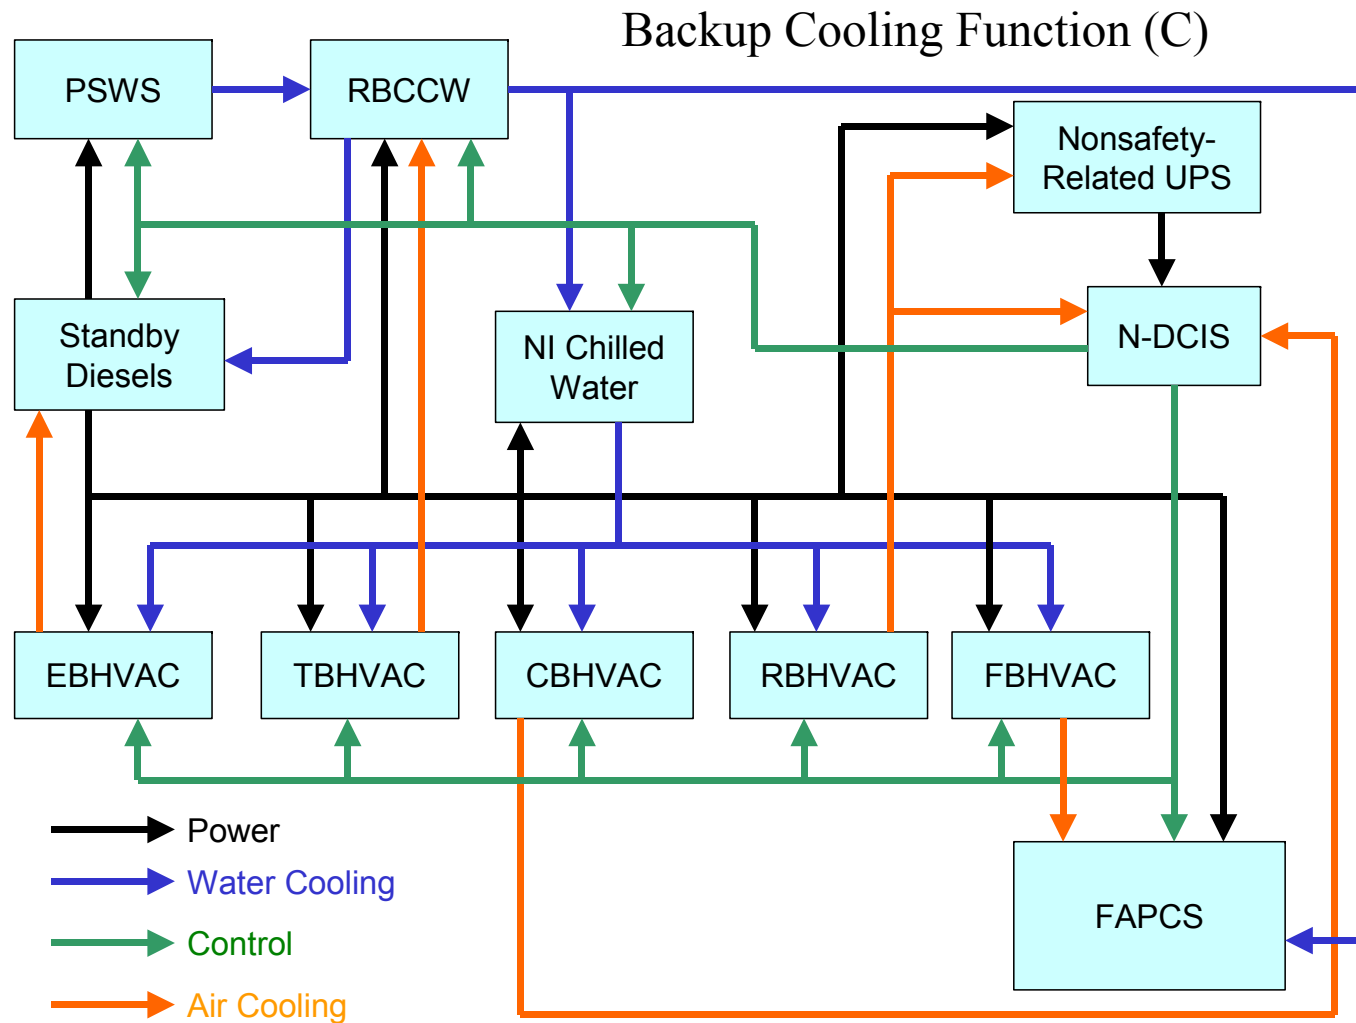 Backup Cooling Function (C)
PSWS
RBCCW
Nonsafety-
Related UPS
Standby
Diesels
NI Chilled
Water
N-DCIS
EBHVAC
TBHVAC
CBHVAC
RBHVAC
FBHVAC
Power
Water Cooling
Control
Air Cooling
FAPCS